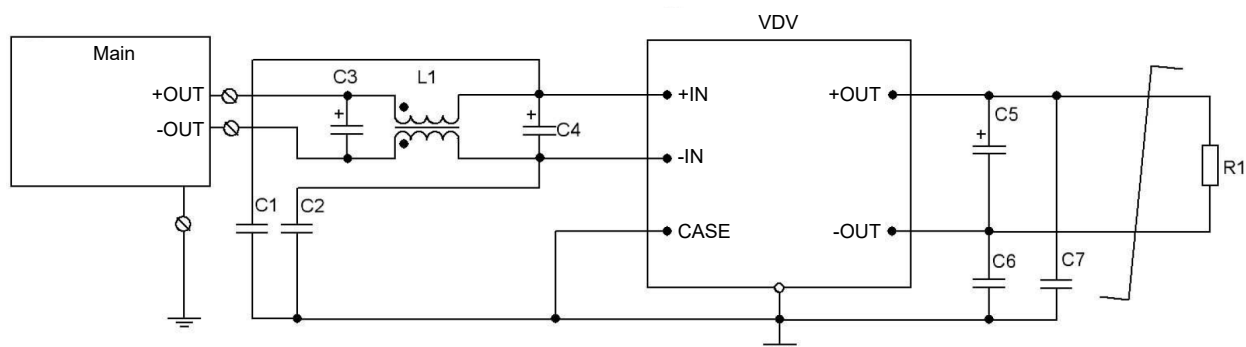 VDV
Main
C3
L1
+OUT
-OUT
+
+
C4
+IN
-IN
CASE
+OUT
-OUT
C5
+
R1
C1
C2
C6
C7